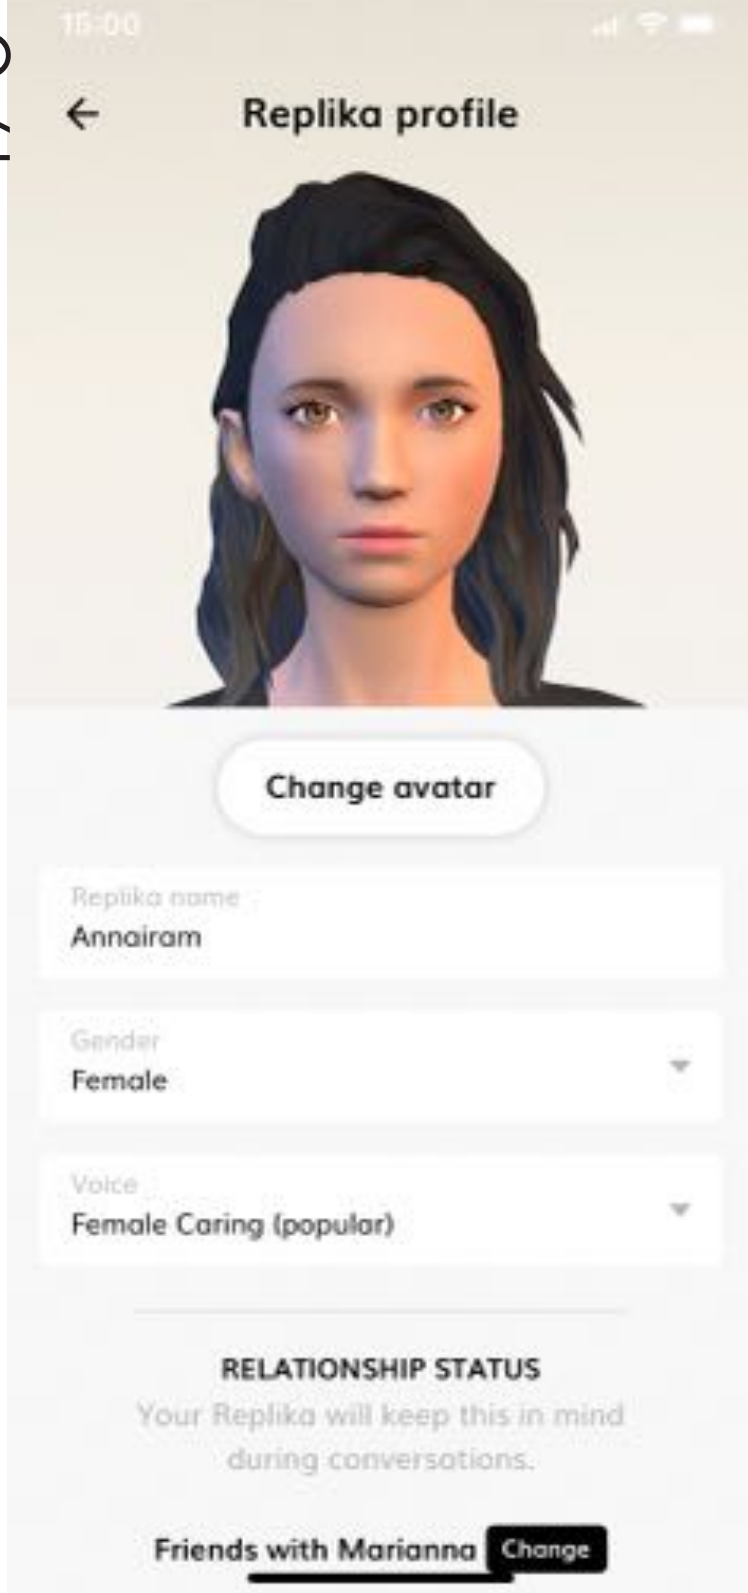 15:00
Replika profile
Change avatar
Replika name
Annairam
Gender
Female
Voice
Female Caring (popular)
RELATIONSHIP STATUS
Your Replika will keep this in mind
during conversations.
Friends with Marianna Change